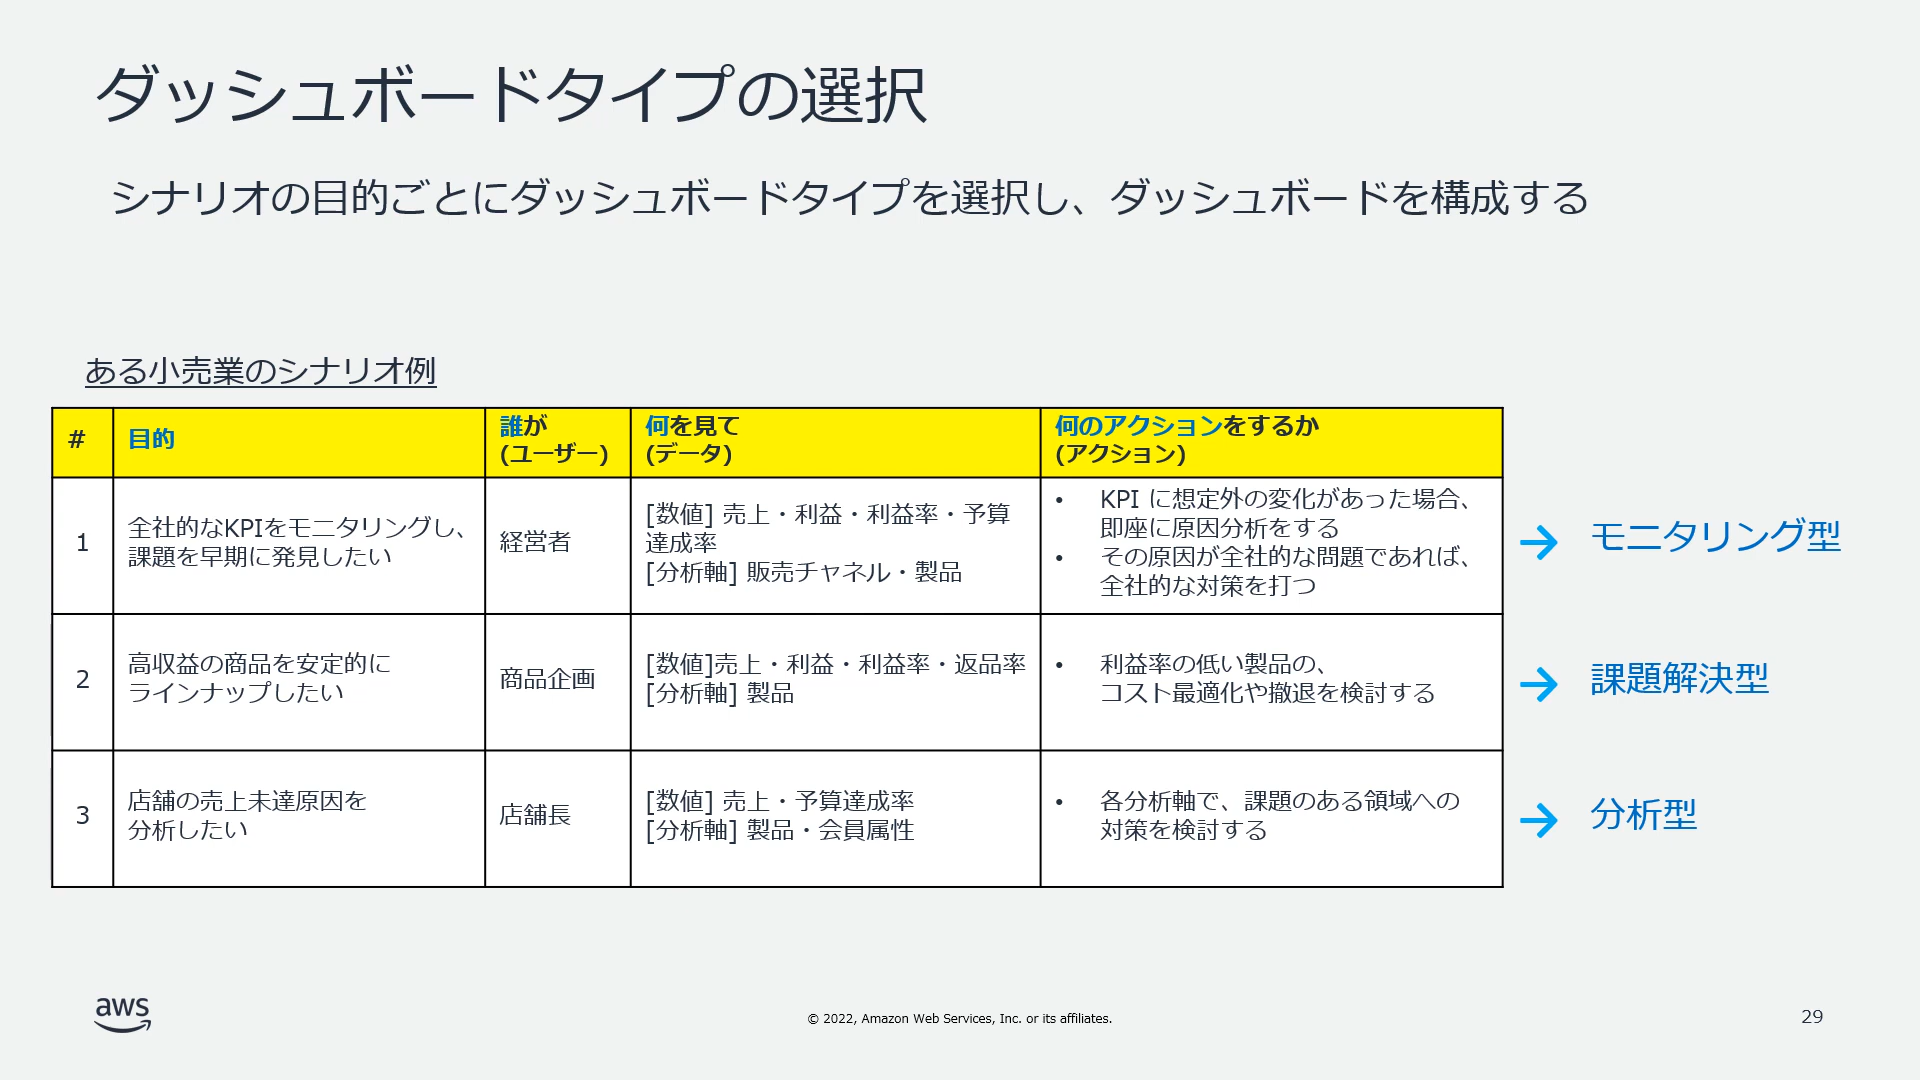 ダッシュボードタイプの選択
シナリオの目的ごとにダッシュボードタイプを選択し、ダッシュボードを構成する
ある小売業のシナリオ例
#
目的
誰が
(ユーザー)
何を見て
(データ)
何のアクションをするか
(アクション)
1
全社的なKPIをモニタリングし、
課題を早期に発見したい
経営者
[数値] 売上・利益・利益率・予算
達成率
[分析軸] 販売チャネル・製品
• KPI に想定外の変化があった場合、
即座に原因分析をする
• その原因が全社的な問題であれば、
全社的な対策を打つ
→ モニタリング型
2
高収益の商品を安定的に
ラインナップしたい
商品企画
[数値]売上・利益・利益率・返品率
[分析軸] 製品
• 利益率の低い製品の、
コスト最適化や撤退を検討する
→ 課題解決型
3
店舗の売上未達原因を
分析したい
店舗長
[数値] 売上・予算達成率
[分析軸] 製品・会員属性
• 各分析軸で、課題のある領域への
対策を検討する
→ 分析型
aws
© 2022, Amazon Web Services, Inc. or its affiliates.
29